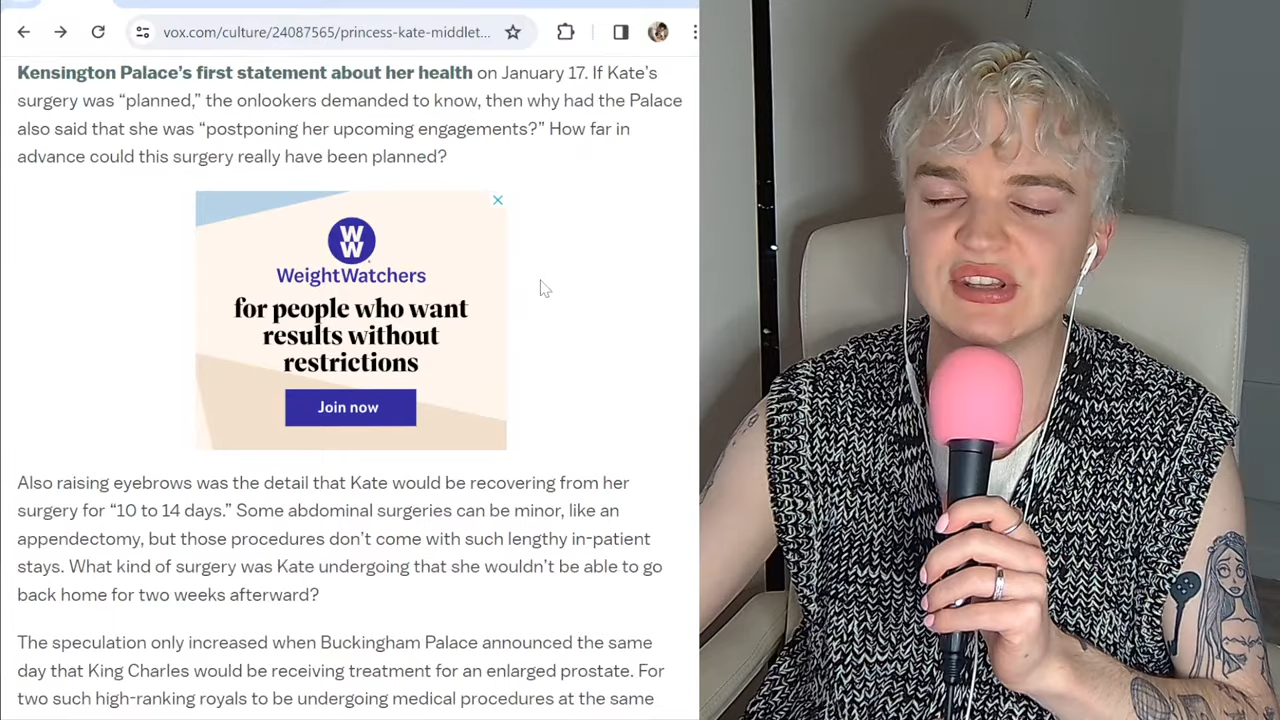 vox.com/culture/24087565/princess-kate-middlet...
Kensington Palace’s first statement about her health on January 17. If Kate’s
surgery was “planned,” the onlookers demanded to know, then why had the Palace
also said that she was “postponing her upcoming engagements?” How far in
advance could this surgery really have been planned?
W
W
WeightWatchers
for people who want
results without
restrictions
Join now
Also raising eyebrows was the detail that Kate would be recovering from her
surgery for “10 to 14 days.” Some abdominal surgeries can be minor, like an
appendectomy, but those procedures don’t come with such lengthy in-patient
stays. What kind of surgery was Kate undergoing that she wouldn’t be able to go
back home for two weeks afterward?
The speculation only increased when Buckingham Palace announced the same
day that King Charles would be receiving treatment for an enlarged prostate. For
two such high-ranking royals to be undergoing medical procedures at the same